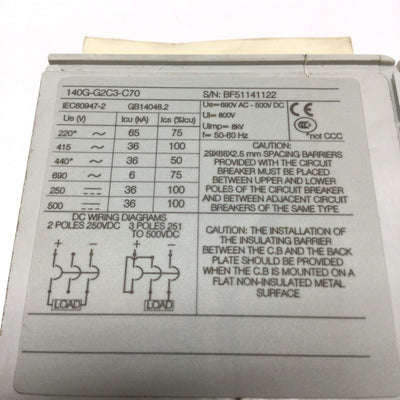 140G-G2C3-C70 S/N: BF51141122
IEC60947-2 GB14048.2
Ue (V) Icu (kA) Ics (% Icu)
220* ~ 65 75
415 ~ 36 100
440* ~ 36 50
690 ~ 6 75
250 ⎓ 36 100
500 ⎓ 36 100
Ue=690V AC - 500V DC
Ui= 800V
Uimp= 8kV
f= 50-60 Hz
CE
CCC
*not CCC
DC WIRING DIAGRAMS
2 POLES 250VDC 3 POLES 251
TO 500VDC
+ - + -
LOAD LOAD
CAUTION:
29X68X2.5 mm SPACING BARRIERS
PROVIDED WITH THE CIRCUIT
BREAKER MUST BE PLACED
BETWEEN UPPER AND LOWER
POLES OF THE CIRCUIT BREAKER
AND BETWEEN ADJACENT CIRCUIT
BREAKERS OF THE SAME TYPE
CAUTION: THE INSTALLATION OF
THE INSULATING BARRIER
BETWEEN THE C.B AND THE BACK
PLATE SHOULD BE PROVIDED
WHEN THE C.B IS MOUNTED ON A
FLAT NON-INSULATED METAL
SURFACE